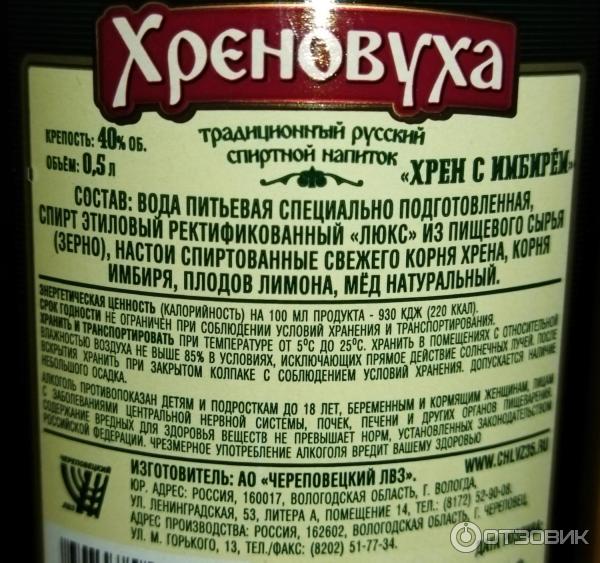 Хреновуха
КРЕПОСТЬ: 40% ОБ.
ОБЪЁМ: 0,5 Л
ТРАДИЦИОННЫЙ РУССКИЙ
СПИРТНОЙ НАПИТОК
«ХРЕН С ИМБИРЁМ»
СОСТАВ: ВОДА ПИТЬЕВАЯ СПЕЦИАЛЬНО ПОДГОТОВЛЕННАЯ,
СПИРТ ЭТИЛОВЫЙ РЕКТИФИКОВАННЫЙ «ЛЮКС» ИЗ ПИЩЕВОГО СЫРЬЯ
(ЗЕРНО), НАСТОИ СПИРТОВАННЫЕ СВЕЖЕГО КОРНЯ ХРЕНА, КОРНЯ
ИМБИРЯ, ПЛОДОВ ЛИМОНА, МЁД НАТУРАЛЬНЫЙ.
ЭНЕРГЕТИЧЕСКАЯ ЦЕННОСТЬ (КАЛОРИЙНОСТЬ) НА 100 МЛ ПРОДУКТА - 930 КДЖ (220 ККАЛ).
СРОК ГОДНОСТИ НЕ ОГРАНИЧЕН ПРИ СОБЛЮДЕНИИ УСЛОВИЙ ХРАНЕНИЯ И ТРАНСПОРТИРОВАНИЯ.
ХРАНИТЬ И ТРАНСПОРТИРОВАТЬ ПРИ ТЕМПЕРАТУРЕ ОТ 5°С ДО 25°С. ХРАНИТЬ В ПОМЕЩЕНИЯХ С ОТНОСИТЕЛЬНОЙ
ВЛАЖНОСТЬЮ ВОЗДУХА НЕ ВЫШЕ 85% В УСЛОВИЯХ, ИСКЛЮЧАЮЩИХ ПРЯМОЕ ДЕЙСТВИЕ СОЛНЕЧНЫХ ЛУЧЕЙ. ПОСЛЕ
ВСКРЫТИЯ ХРАНИТЬ ПРИ ЗАКРЫТОМ КОЛПАКЕ С СОБЛЮДЕНИЕМ УСЛОВИЙ ХРАНЕНИЯ. ДОПУСКАЕТСЯ НАЛИЧИЕ
НЕБОЛЬШОГО ОСАДКА.
АЛКОГОЛЬ ПРОТИВОПОКАЗАН ДЕТЯМ И ПОДРОСТКАМ ДО 18 ЛЕТ, БЕРЕМЕННЫМ И КОРМЯЩИМ ЖЕНЩИНАМ, ЛИЦАМ
С ЗАБОЛЕВАНИЯМИ ЦЕНТРАЛЬНОЙ НЕРВНОЙ СИСТЕМЫ, ПОЧЕК, ПЕЧЕНИ И ДРУГИХ ОРГАНОВ ПИЩЕВАРЕНИЯ.
СОДЕРЖАНИЕ ВРЕДНЫХ ДЛЯ ЗДОРОВЬЯ ВЕЩЕСТВ НЕ ПРЕВЫШАЕТ НОРМ, УСТАНОВЛЕННЫХ ЗАКОНОДАТЕЛЬСТВОМ
РОССИЙСКОЙ ФЕДЕРАЦИИ. ЧРЕЗМЕРНОЕ УПОТРЕБЛЕНИЕ АЛКОГОЛЯ ВРЕДИТ ВАШЕМУ ЗДОРОВЬЮ
ЧЕРЕПОВЕЦКИЙ
ЛВЗ
ИЗГОТОВИТЕЛЬ: АО «ЧЕРЕПОВЕЦКИЙ ЛВЗ».
WWW.CHLVZ35.RU
ЮР. АДРЕС: РОССИЯ, 160017, ВОЛОГОДСКАЯ ОБЛАСТЬ, Г. ВОЛОГДА,
УЛ. ЛЕНИНГРАДСКАЯ, 53, ЛИТЕРА А, ПОМЕЩЕНИЕ 14, ТЕЛ.: (8172) 52-90-08.
АДРЕС ПРОИЗВОДСТВА: РОССИЯ, 162602, ВОЛОГОДСКАЯ ОБЛАСТЬ, Г. ЧЕРЕПОВЕЦ,
УЛ. М. ГОРЬКОГО, 13, ТЕЛ./ФАКС: (8202) 51-77-34.
ДАТА
ОТЗОВИК